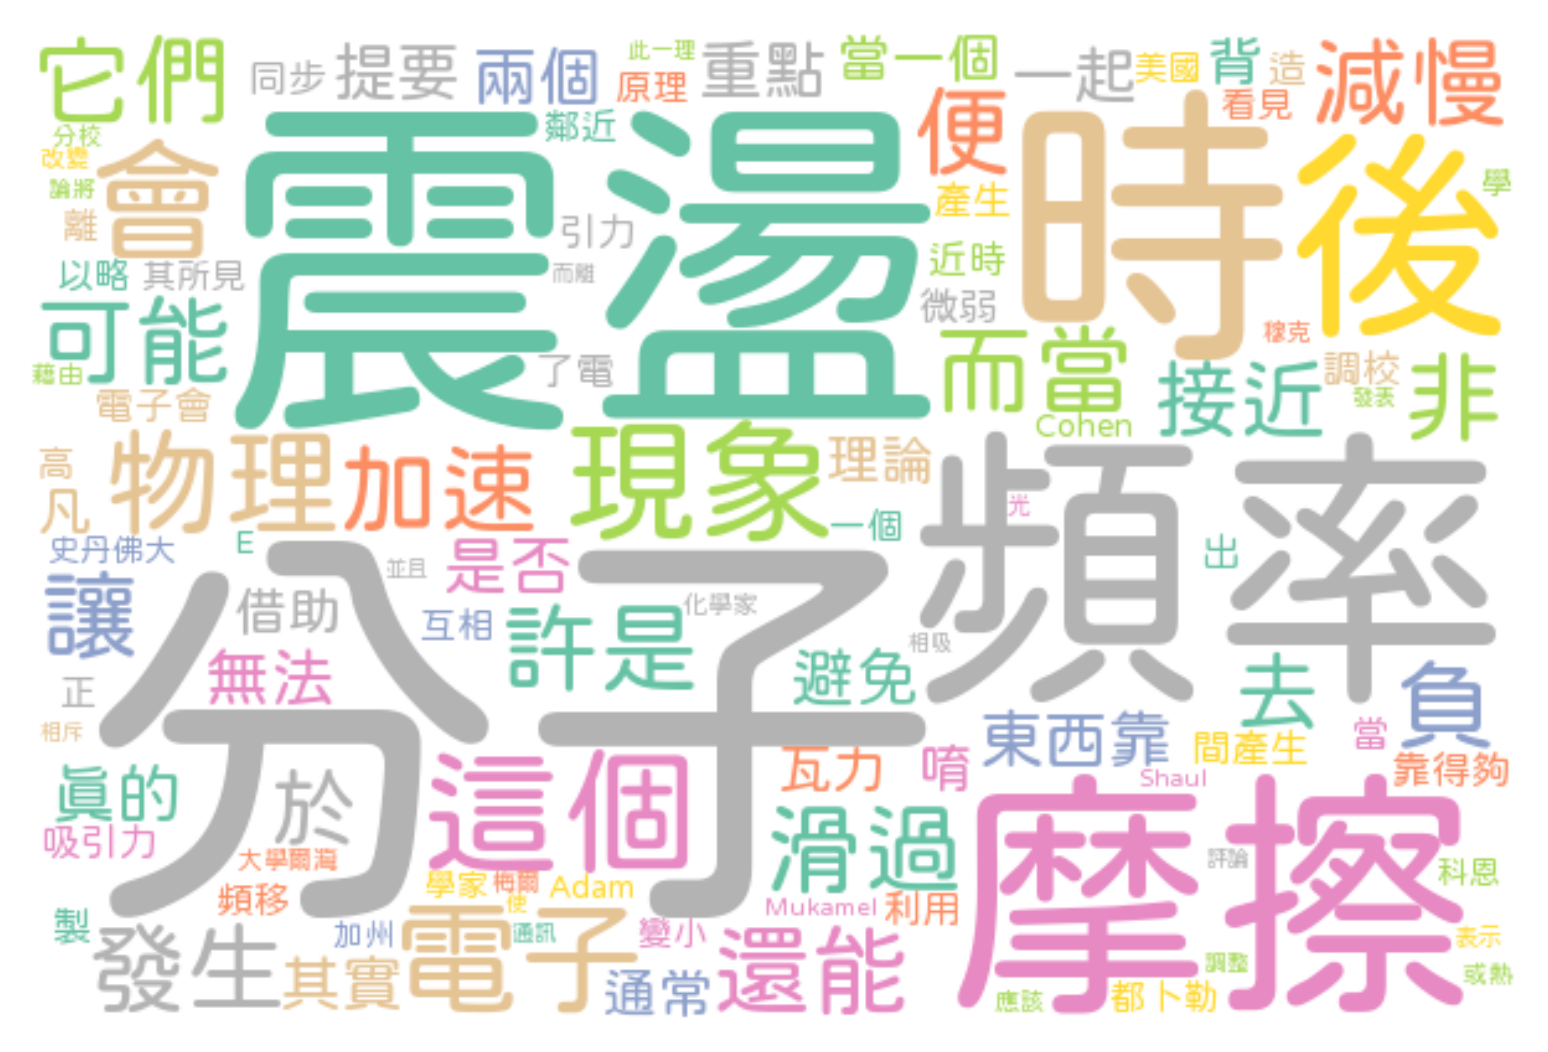 它們
同步
提要
兩個
此一理
原理
重點
當一個
一起
美國
背
造
看見
減慢
分校
改變
論將
離
會
震盪
鄰近
引力
而離
便
產生
近時
微弱
時
後
學
以略
其所見
可能
藉由
了電
而當
穆克
接近
調校
發表
非
電子會
Cohen
高
凡
物理
加速
現象
理論
一個
頻率
光
出
史丹佛大
E
並且
是否
讓
借助
互相
許是
化學家
相吸
分子
無法
正
避免
去
負
相斥
東西靠
間產生
當
眞的
於
這個
瓦力
唷
Shaul
靠得夠
吸引力
滑過
摩擦
評論
科恩
大學爾灣
學家
梅爾
Adam
便
頻移
Mukamel
利用
製
發生
加州
電子
通訊
變小
還能
表示
調整
或熱
其實
通常
應該
都卜勒